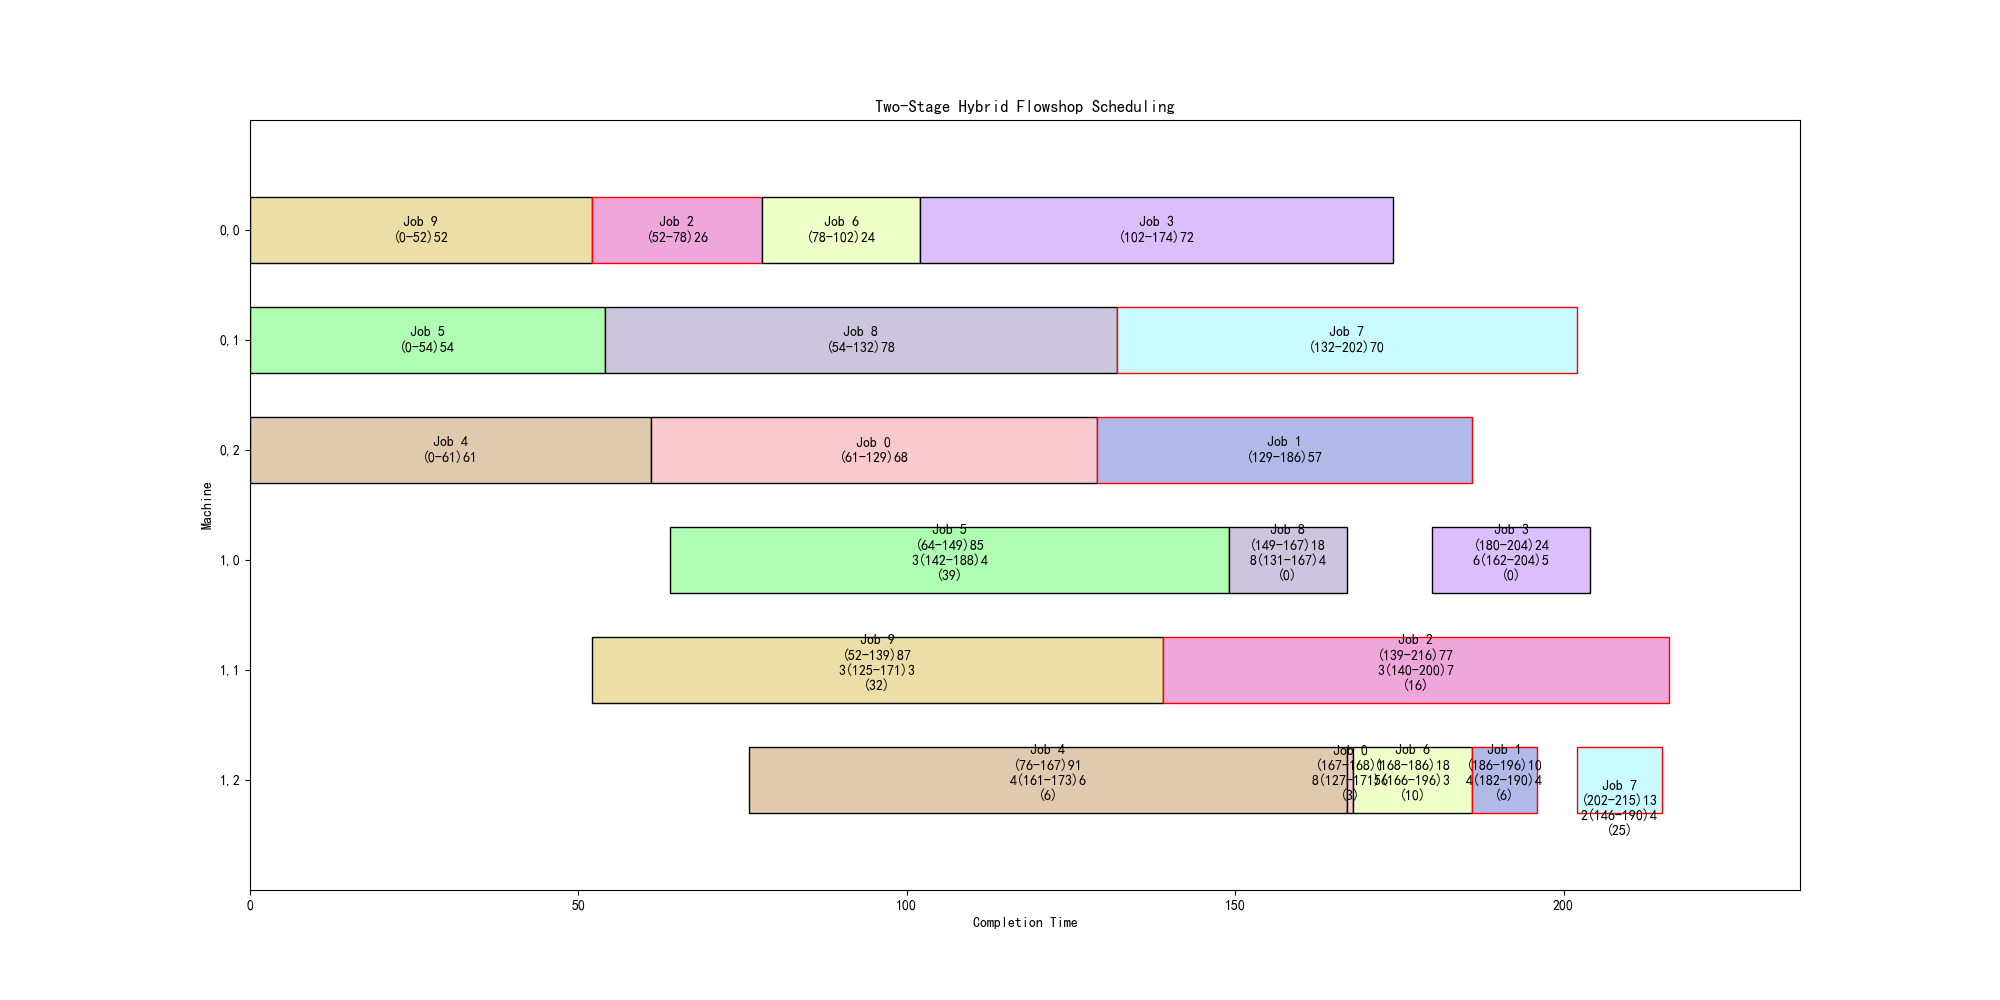 Two-Stage Hybrid Flowshop Scheduling
Machine
0,0
Job 9
(0-52)52
Job 2
(52-78)26
Job 6
(78-102)24
Job 3
(102-174)72
0,1
Job 5
(0-54)54
Job 8
(54-132)78
Job 7
(132-202)70
0,2
Job 4
(0-61)61
Job 0
(61-129)68
Job 1
(129-186)57
1,0
Job 5
(64-149)85
3(142-188)4
(39)
Job 8
(149-167)18
8(131-167)4
(0)
Job 3
(180-204)24
6(162-204)5
(0)
1,1
Job 9
(52-139)87
3(125-171)3
(32)
Job 2
(139-216)77
3(140-200)7
(16)
1,2
Job 4
(76-167)91
4(161-173)6
(6)
Job 0
(167-168)1
(3)
Job 6
(168-186)18
(166-196)3
(10)
Job 1
(186-196)10
4(182-190)4
(6)
Job 7
(202-215)13
2(146-190)4
(25)
0
50
100
150
200
Completion Time